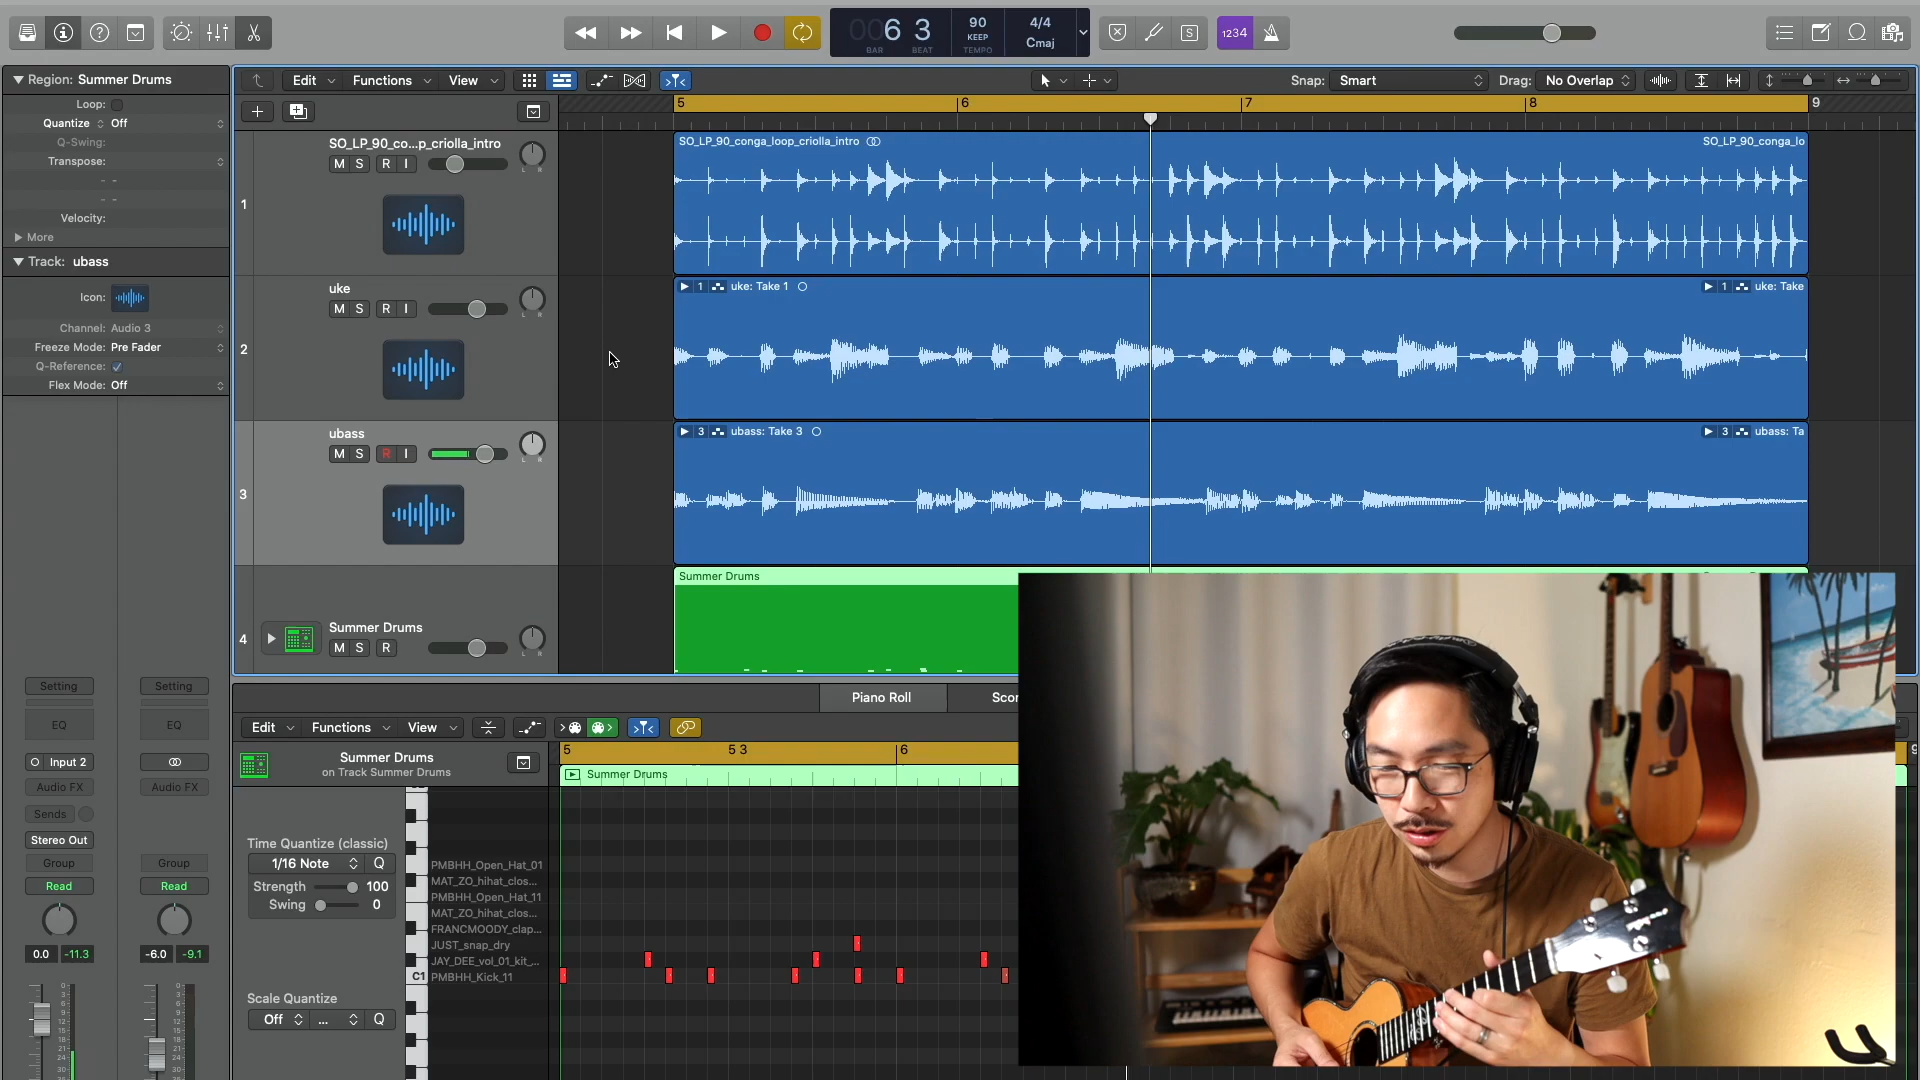 006 3
BAR BEAT
90
KEEP
TEMPO
4/4
Cmaj
S
1234
Region: Summer Drums
Loop:
Quantize Off
Q-Swing:
Transpose:
Velocity:
More
Track: ubass
Icon:
Channel: Audio 3
Freeze Mode: Pre Fader
Q-Reference:
Flex Mode: Off
Edit Functions View
Snap: Smart
Drag: No Overlap
5 6 7 8 9
1
SO_LP_90_co...p_criolla_intro
M S R I
L R
SO_LP_90_conga_loop_criolla_intro
SO_LP_90_conga_lo
2
uke
M S R I
L R
1 uke: Take 1
1 uke: Take
3
ubass
M S R I
L R
3 ubass: Take 3
3 ubass: Ta
4
Summer Drums
M S R
L R
Summer Drums
Setting Setting
EQ EQ
Input 2
Audio FX Audio FX
Sends
Stereo Out
Group Group
Read Read
0.0 -11.3 -6.0 -9.1
Piano Roll
Scor
Edit Functions View
Summer Drums
on Track Summer Drums
5 5 3 6
Summer Drums
9
Time Quantize (classic)
1/16 Note Q
Strength 100
Swing 0
Scale Quantize
Off ... Q
PMBHH_Open_Hat_01
MAT_ZO_hihat_clos...
PMBHH_Open_Hat_11
MAT_ZO_hihat_clos...
FRANCMOODY_clap...
JUST_snap_dry
JAY_DEE_vol_01_kit_...
C1 PMBHH_Kick_11